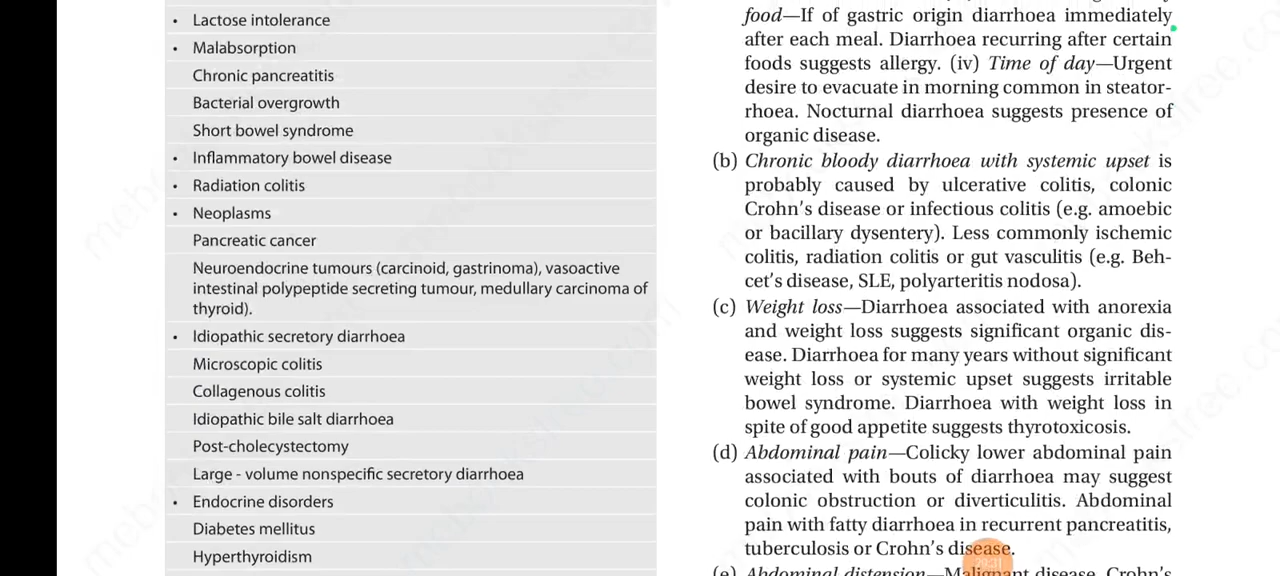 • Lactose intolerance
• Malabsorption
Chronic pancreatitis
Bacterial overgrowth
Short bowel syndrome
• Inflammatory bowel disease
• Radiation colitis
• Neoplasms
Pancreatic cancer
Neuroendocrine tumours (carcinoid, gastrinoma), vasoactive
intestinal polypeptide secreting tumour, medullary carcinoma of
thyroid).
• Idiopathic secretory diarrhoea
Microscopic colitis
Collagenous colitis
Idiopathic bile salt diarrhoea
Post-cholecystectomy
Large - volume nonspecific secretory diarrhoea
• Endocrine disorders
Diabetes mellitus
Hyperthyroidism
food—If of gastric origin diarrhoea immediately
after each meal. Diarrhoea recurring after certain
foods suggests allergy. (iv) Time of day—Urgent
desire to evacuate in morning common in steator-
rhoea. Nocturnal diarrhoea suggests presence of
organic disease.
(b) Chronic bloody diarrhoea with systemic upset is
probably caused by ulcerative colitis, colonic
Crohn's disease or infectious colitis (e.g. amoebic
or bacillary dysentery). Less commonly ischemic
colitis, radiation colitis or gut vasculitis (e.g. Beh-
cet's disease, SLE, polyarteritis nodosa).
(c) Weight loss—Diarrhoea associated with anorexia
and weight loss suggests significant organic dis-
ease. Diarrhoea for many years without significant
weight loss or systemic upset suggests irritable
bowel syndrome. Diarrhoea with weight loss in
spite of good appetite suggests thyrotoxicosis.
(d) Abdominal pain—Colicky lower abdominal pain
associated with bouts of diarrhoea may suggest
colonic obstruction or diverticulitis. Abdominal
pain with fatty diarrhoea in recurrent pancreatitis,
tuberculosis or Crohn's disease.
(e) Abdominal distension—Malignant disease, Crohn's